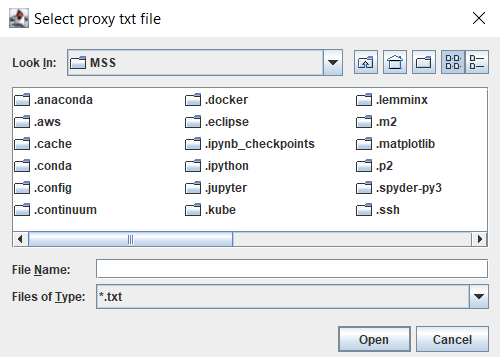 Select proxy txt file
Look In: MSS
.anaconda .docker .lemminx
.aws .eclipse .m2
.cache .ipynb_checkpoints .matplotlib
.conda .ipython .p2
.config .jupyter .spyder-py3
.continuum .kube .ssh
File Name:
Files of Type: *.txt
Open Cancel